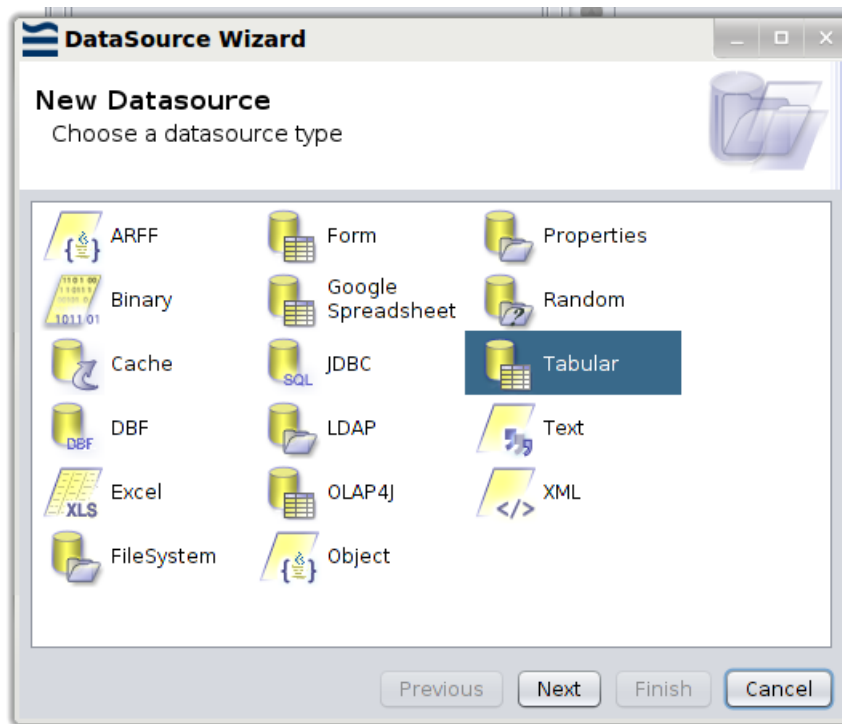 DataSource Wizard
New Datasource
Choose a datasource type
ARFF
Form
Properties
Binary
Google
Spreadsheet
Random
Cache
JDBC
Tabular
DBF
LDAP
Text
Excel
OLAP4J
XML
FileSystem
Object
Previous
Next
Finish
Cancel